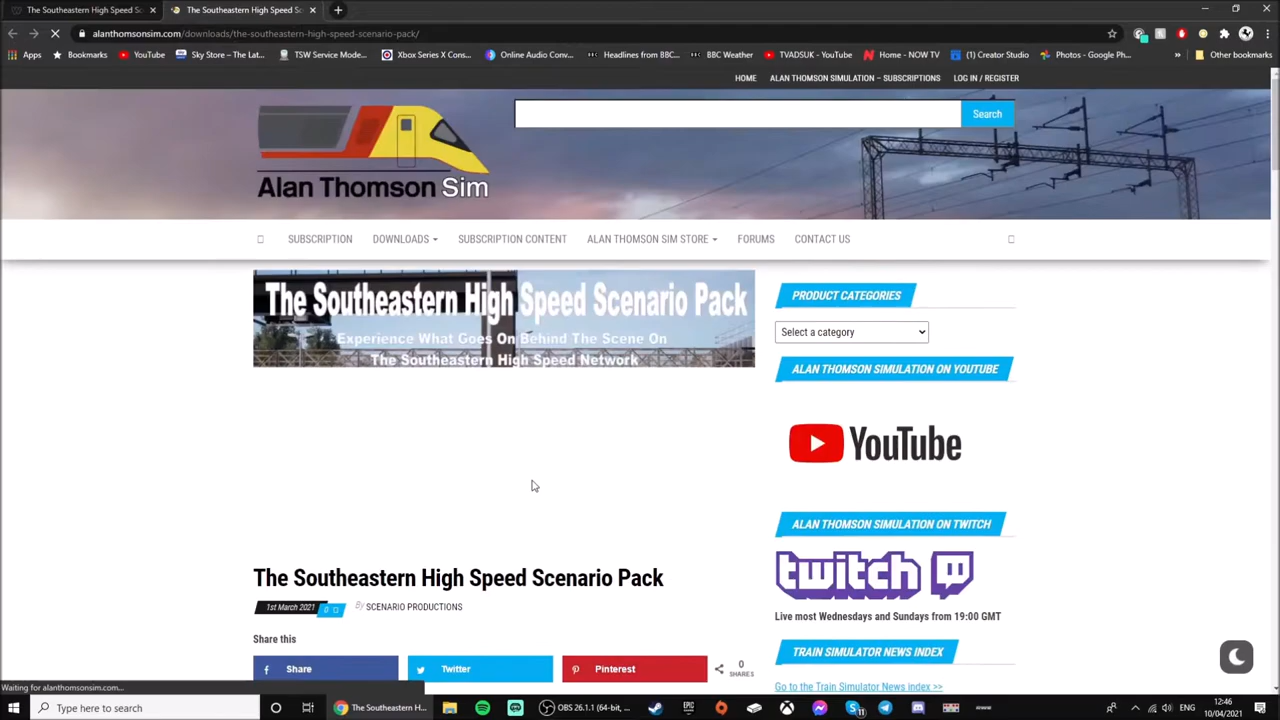 The Southeastern High Speed S
The Southeastern High Speed S
alanthomsonsim.com/downloads/the-southeastern-high-speed-scenario-pack/
Apps
Bookmarks
YouTube
Sky Store – The Lat...
TSW Service Mode...
Xbox Series X Cons...
Online Audio Conv...
Headlines from BBC...
BBC Weather
TVADSUK - YouTube
Home - NOW TV
(1) Creator Studio
Photos - Google Ph...
Other bookmarks
HOME
ALAN THOMSON SIMULATION – SUBSCRIPTIONS
LOG IN / REGISTER
Search
Alan Thomson Sim
SUBSCRIPTION
DOWNLOADS
SUBSCRIPTION CONTENT
ALAN THOMSON SIM STORE
FORUMS
CONTACT US
The Southeastern High Speed Scenario Pack
Experience What Goes On Behind The Scene On
The Southeastern High Speed Network
PRODUCT CATEGORIES
Select a category
ALAN THOMSON SIMULATION ON YOUTUBE
YouTube
ALAN THOMSON SIMULATION ON TWITCH
twitch
Live most Wednesdays and Sundays from 19:00 GMT
The Southeastern High Speed Scenario Pack
1st March 2021
0
By SCENARIO PRODUCTIONS
Share this
Share
Twitter
Pinterest
0
SHARES
TRAIN SIMULATOR NEWS INDEX
Go to the Train Simulator News index >>
Waiting for alanthomsonsim.com...
Type here to search
The Southeastern H...
OBS 26.1.1 (64-bit, ...
ENG
12:46
10/04/2021